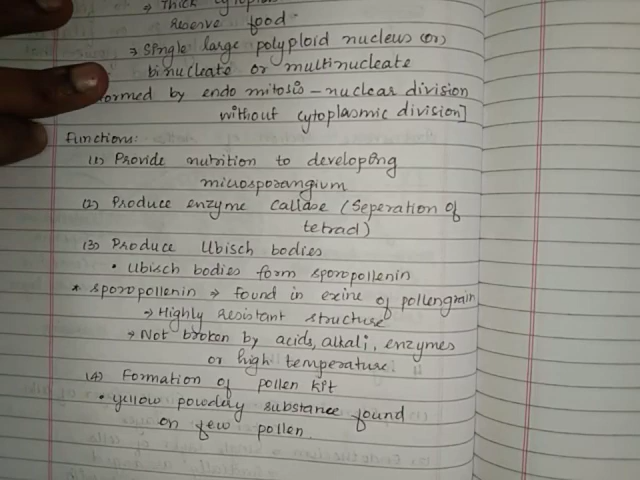 → Thick cytopla
Reserve food
→ Single large polyploid nucleus (or)
binucleate or multinucleate
formed by endo mitosis - nuclear division
without cytoplasmic division]
Functions:
(1) Provide nutrition to developing
microsporangium
(2) Produce enzyme callase (Seperation of
tetrad)
(3) Produce Ubisch bodies
• Ubisch bodies form sporopollenin
* Sporopollenin → found in exine of pollengrain
→ Highly resistant structure
→ Not broken by acids, alkali, enzymes
or high temperature.
(4) Formation of pollen kit
• yellow powdery substance found
on few pollen.